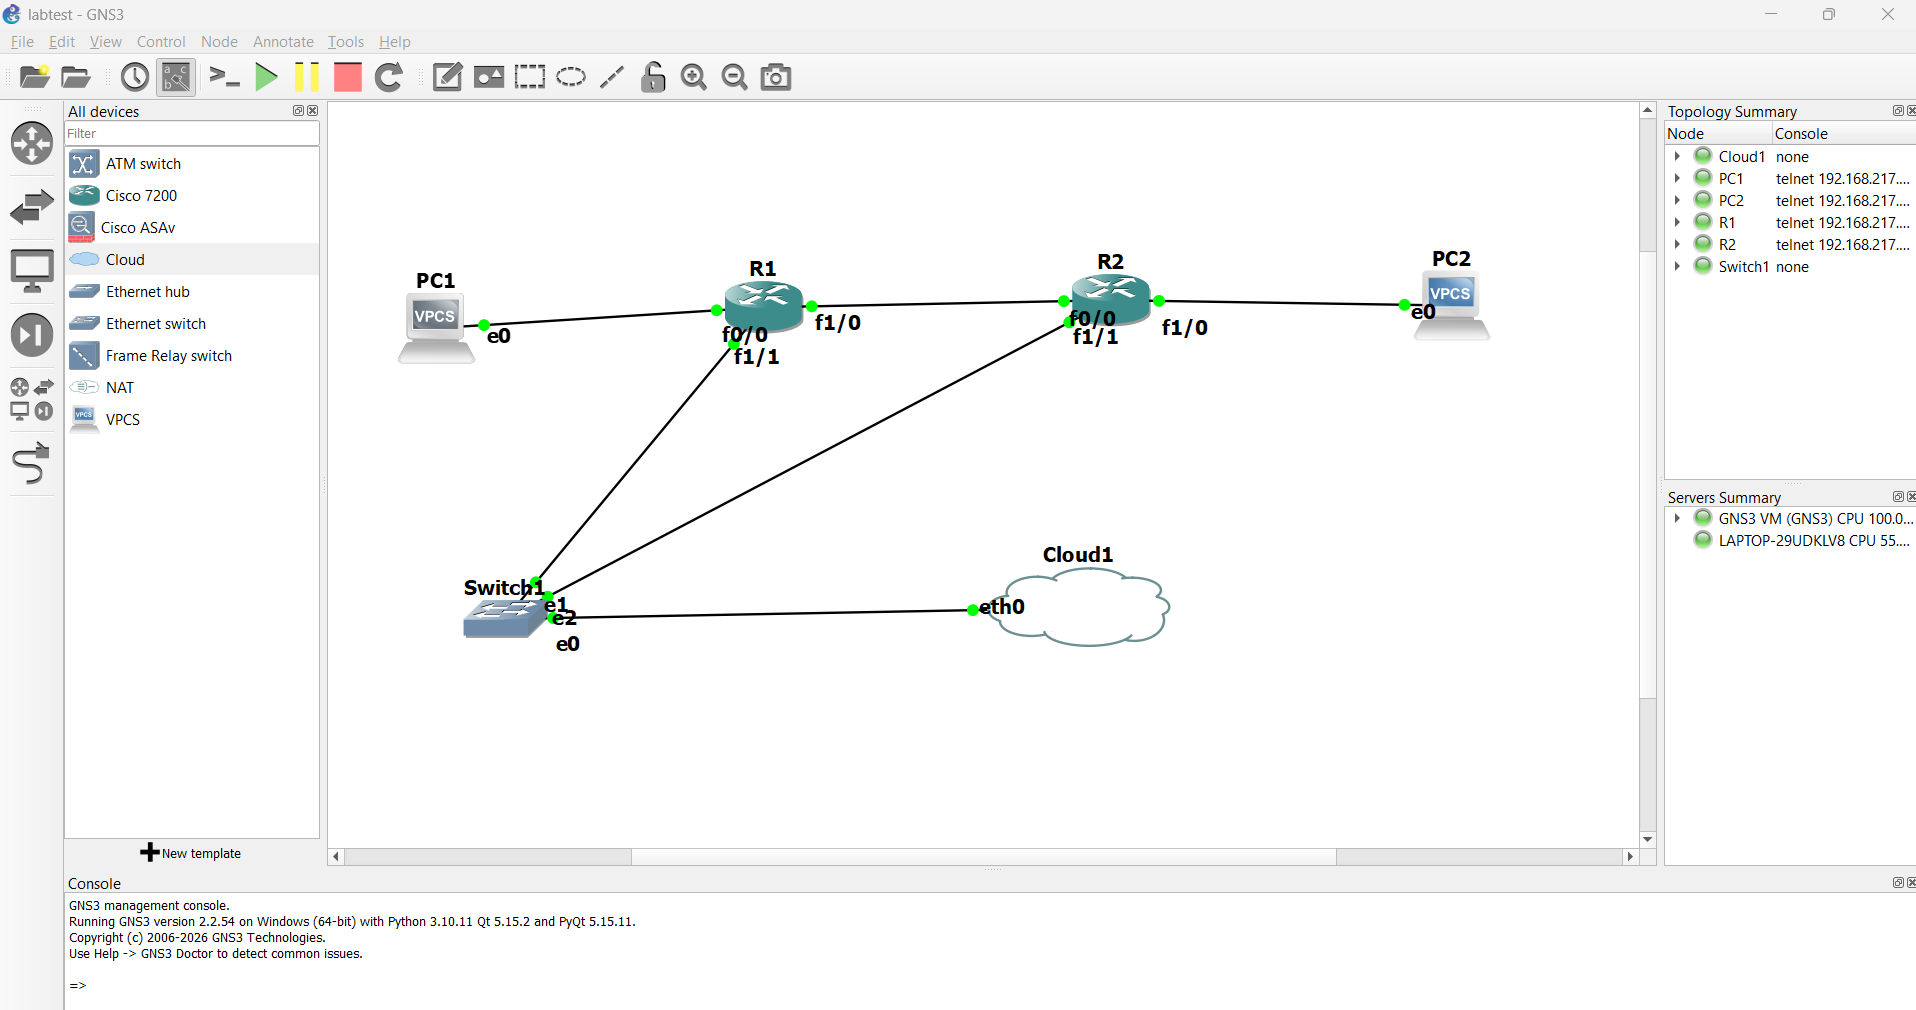 labtest - GNS3
File Edit View Control Node Annotate Tools Help
All devices
Filter
ATM switch
Cisco 7200
Cisco ASAv
Cloud
Ethernet hub
Ethernet switch
Frame Relay switch
NAT
VPCS
New template
PC1
VPCS
e0
R1
f0/0
f1/0
f1/1
R2
f0/0
f1/1
f1/0
PC2
VPCS
e0
Switch1
e1
e2
e0
Cloud1
eth0
Topology Summary
Node Console
Cloud1 none
PC1 telnet 192.168.217....
PC2 telnet 192.168.217....
R1 telnet 192.168.217....
R2 telnet 192.168.217....
Switch1 none
Servers Summary
GNS3 VM (GNS3) CPU 100.0...
LAPTOP-29UDKLV8 CPU 55....
Console
GNS3 management console.
Running GNS3 version 2.2.54 on Windows (64-bit) with Python 3.10.11 Qt 5.15.2 and PyQt 5.15.11.
Copyright (c) 2006-2026 GNS3 Technologies.
Use Help -> GNS3 Doctor to detect common issues.
=>